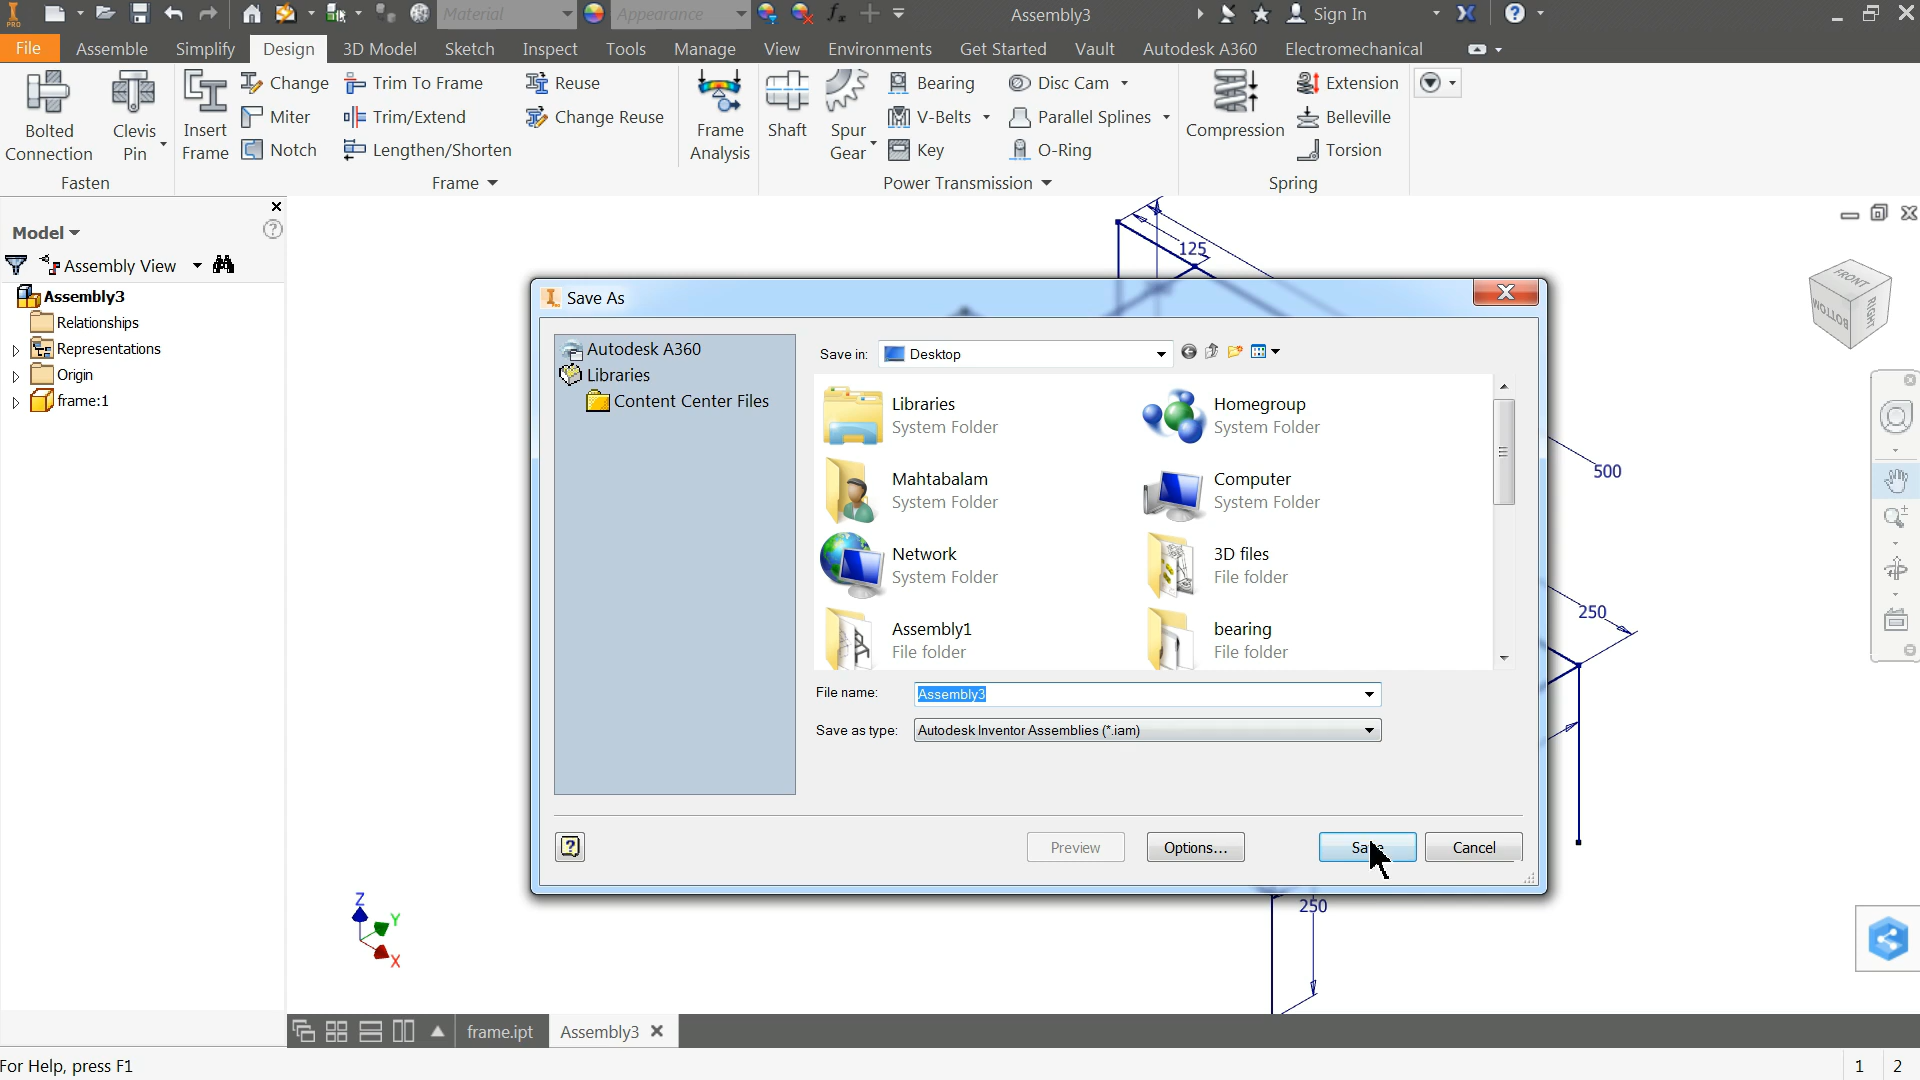 PRO
Material
Appearance
Assembly3
Sign In
File
Assemble
Simplify
Design
3D Model
Sketch
Inspect
Tools
Manage
View
Environments
Get Started
Vault
Autodesk A360
Electromechanical
Bolted Connection
Clevis Pin
Fasten
Insert Frame
Change
Miter
Notch
Trim To Frame
Trim/Extend
Lengthen/Shorten
Reuse
Change Reuse
Frame
Frame Analysis
Shaft
Spur Gear
Bearing
V-Belts
Key
Disc Cam
Parallel Splines
O-Ring
Power Transmission
Compression
Extension
Belleville
Torsion
Spring
Model
Assembly View
Assembly3
Relationships
Representations
Origin
frame:1
125
FRONT
BOTTOM
RIGHT
Save As
Autodesk A360
Libraries
Content Center Files
Save in:
Desktop
Libraries
System Folder
Homegroup
System Folder
Mahtabalam
System Folder
Computer
System Folder
Network
System Folder
3D files
File folder
Assembly1
File folder
bearing
File folder
File name:
Assembly3
Save as type:
Autodesk Inventor Assemblies (*.iam)
Preview
Options...
Save
Cancel
500
250
250
Z
Y
X
frame.ipt
Assembly3
For Help, press F1
1
2